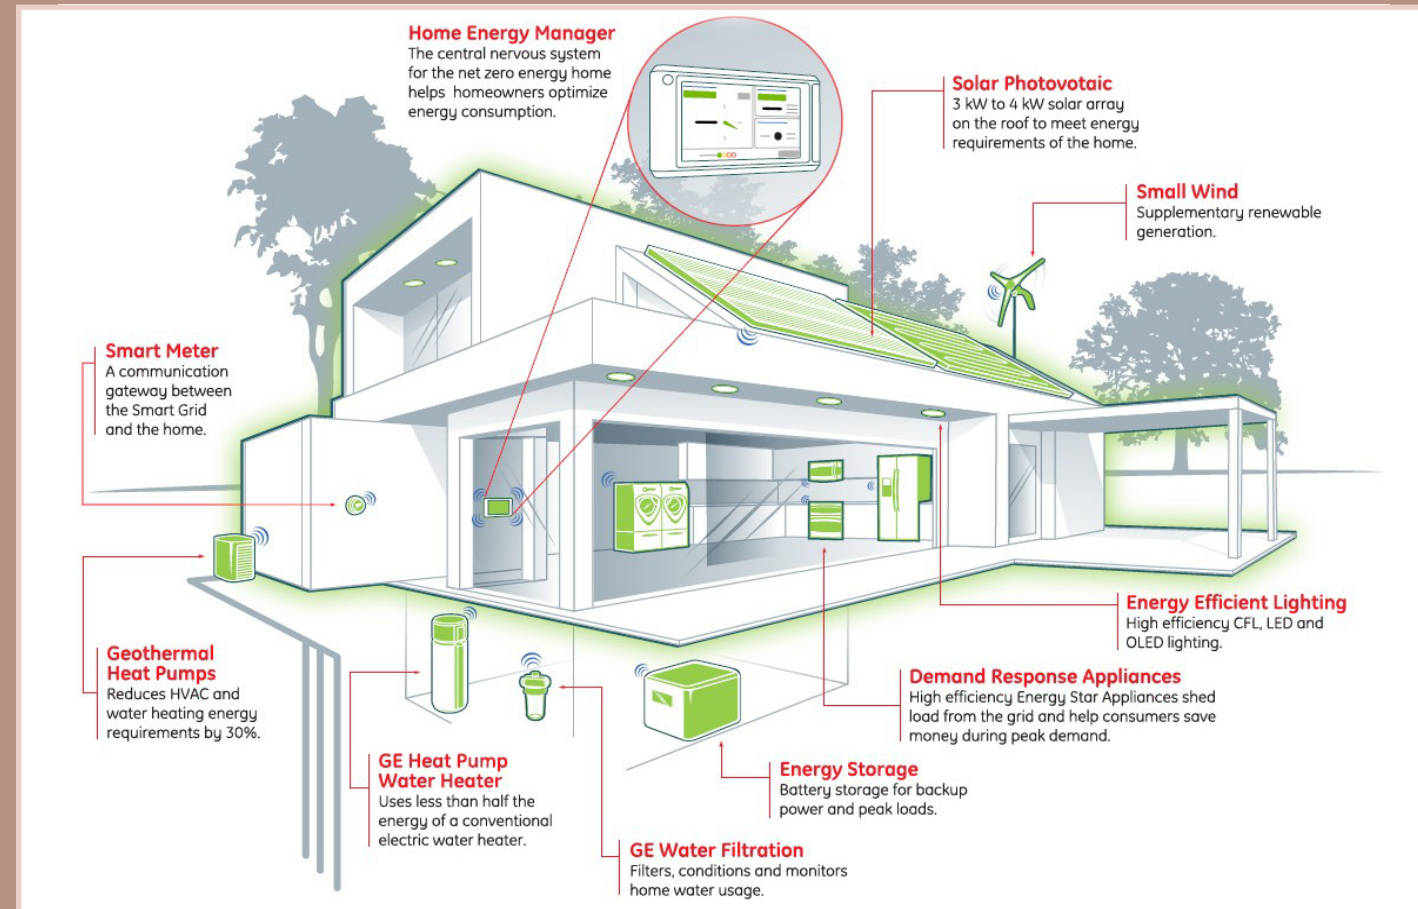 Home Energy Manager
The central nervous system
for the net zero energy home
helps homeowners optimize
energy consumption.
Solar Photovotaic
3 kW to 4 kW solar array
on the roof to meet energy
requirements of the home.
Small Wind
Supplementary renewable
generation.
Smart Meter
A communication
gateway between
the Smart Grid
and the home.
Geothermal
Heat Pumps
Reduces HVAC and
water heating energy
requirements by 30%.
GE Heat Pump
Water Heater
Uses less than half the
energy of a conventional
electric water heater.
GE Water Filtration
Filters, conditions and monitors
home water usage.
Energy Storage
Battery storage for backup
power and peak loads.
Demand Response Appliances
High efficiency Energy Star Appliances shed
load from the grid and help consumers save
money during peak demand.
Energy Efficient Lighting
High efficiency CFL, LED and
OLED lighting.